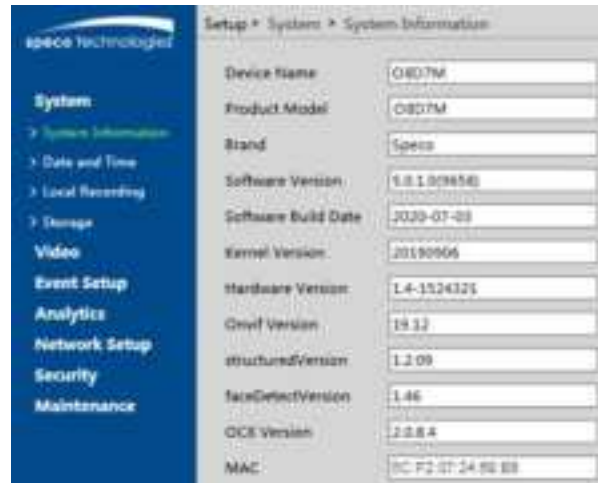 speco technologies
Setup ▸ System ▸ System Information
System
> System Information
> Date and Time
> Local Recording
> Storage
Video
Event Setup
Analytics
Network Setup
Security
Maintenance
Device Name O8D7M
Product Model O8D7M
Brand Speco
Software Version 5.0.1.0(9658)
Software Build Date 2020-07-03
Kernel Version 20190906
Hardware Version 1.4-1524321
Onvif Version 19.12
structuredVersion 1.2.09
faceDetectVersion 1.46
OCX Version 2.0.8.4
MAC